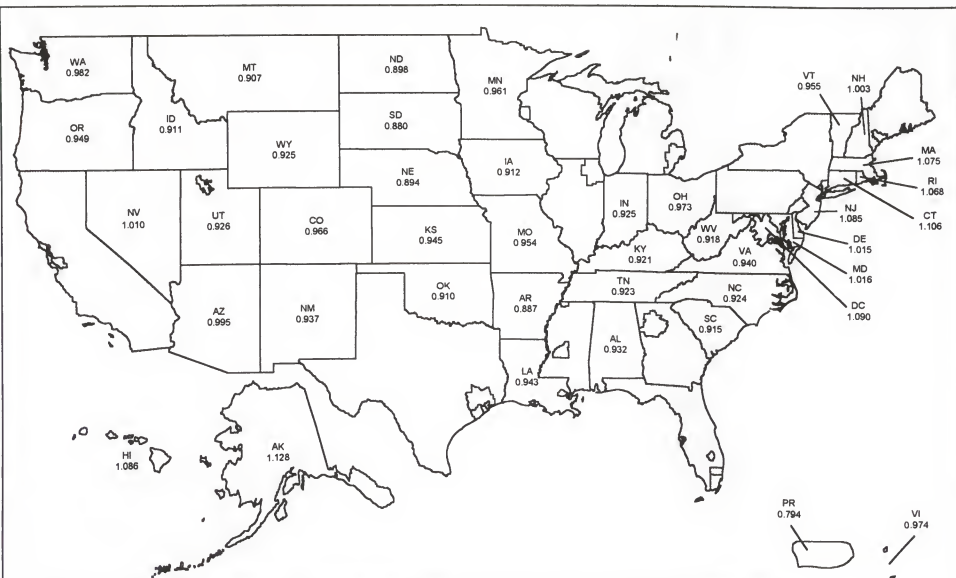 WA
0.982
MT
0.907
ND
0.898
MN
0.961
VT
0.955
NH
1.003
OR
0.949
ID
0.911
WY
0.925
SD
0.880
MA
1.075
RI
1.068
NE
0.894
IA
0.912
NJ
1.085
CT
1.106
NV
1.010
UT
0.926
CO
0.966
KS
0.945
MO
0.954
IN
0.925
OH
0.973
WV
0.918
KY
0.921
VA
0.940
DE
1.015
MD
1.016
DC
1.090
AZ
0.995
NM
0.937
OK
0.910
AR
0.887
TN
0.923
NC
0.924
SC
0.915
AL
0.932
LA
0.943
HI
1.086
AK
1.128
PR
0.794
VI
0.974